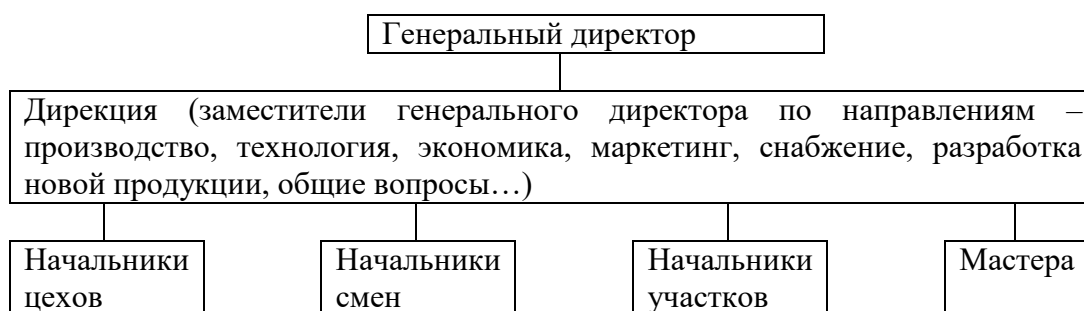 Генеральный директор
Дирекция (заместители генерального директора по направлениям –
производство, технология, экономика, маркетинг, снабжение, разработка
новой продукции, общие вопросы…)
Начальники
цехов
Начальники
смен
Начальники
участков
Мастера